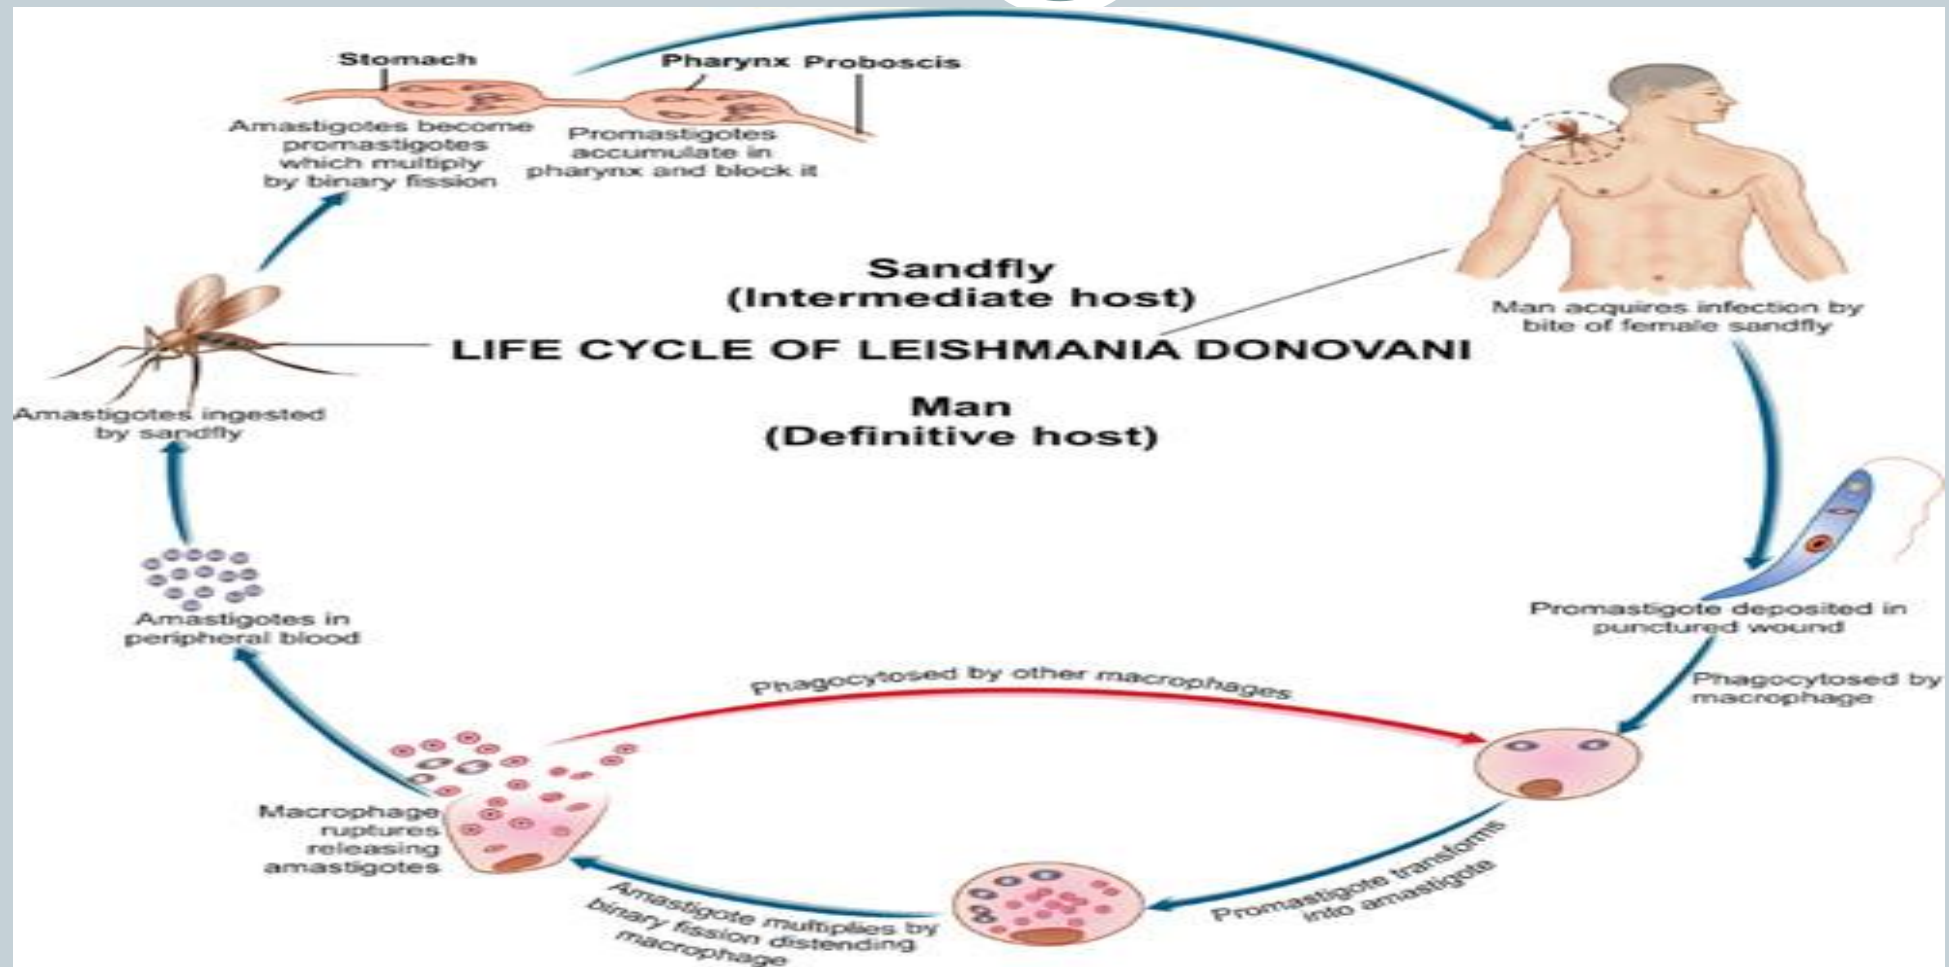 Stomach
Pharynx Proboscis
Amastigotes become
promastigotes
which multiply
by binary fission
Promastigotes
accumulate in
pharynx and block it
Sandfly
(Intermediate host)
LIFE CYCLE OF LEISHMANIA DONOVANI
Man
(Definitive host)
Man acquires infection by
bite of female sandfly
Promastigote deposited in
punctured wound
Phagocytosed by
macrophage
Promastigote transforms
into amastigote
Amastigote multiplies by
binary fission distending
macrophage
Macrophage
ruptures
releasing
amastigotes
Phagocytosed by other macrophages
Amastigotes in
peripheral blood
Amastigotes ingested
by sandfly